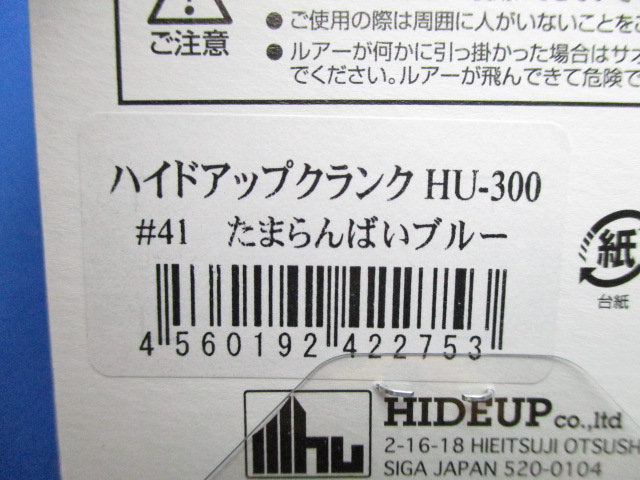 ●ご使用の際は周囲に人がいないことを
ご注意
●ルアーが何かに引っ掛かった場合はサオ
でください。ルアーが飛んできて危険で
ハイドアップクランク HU-300
#41 たまらんばいブルー
紙
台紙
4 560192 422753
hu
HIDEUP co.,ltd
2-16-18 HIEITSUJI OTSUSH
SIGA JAPAN 520-0104